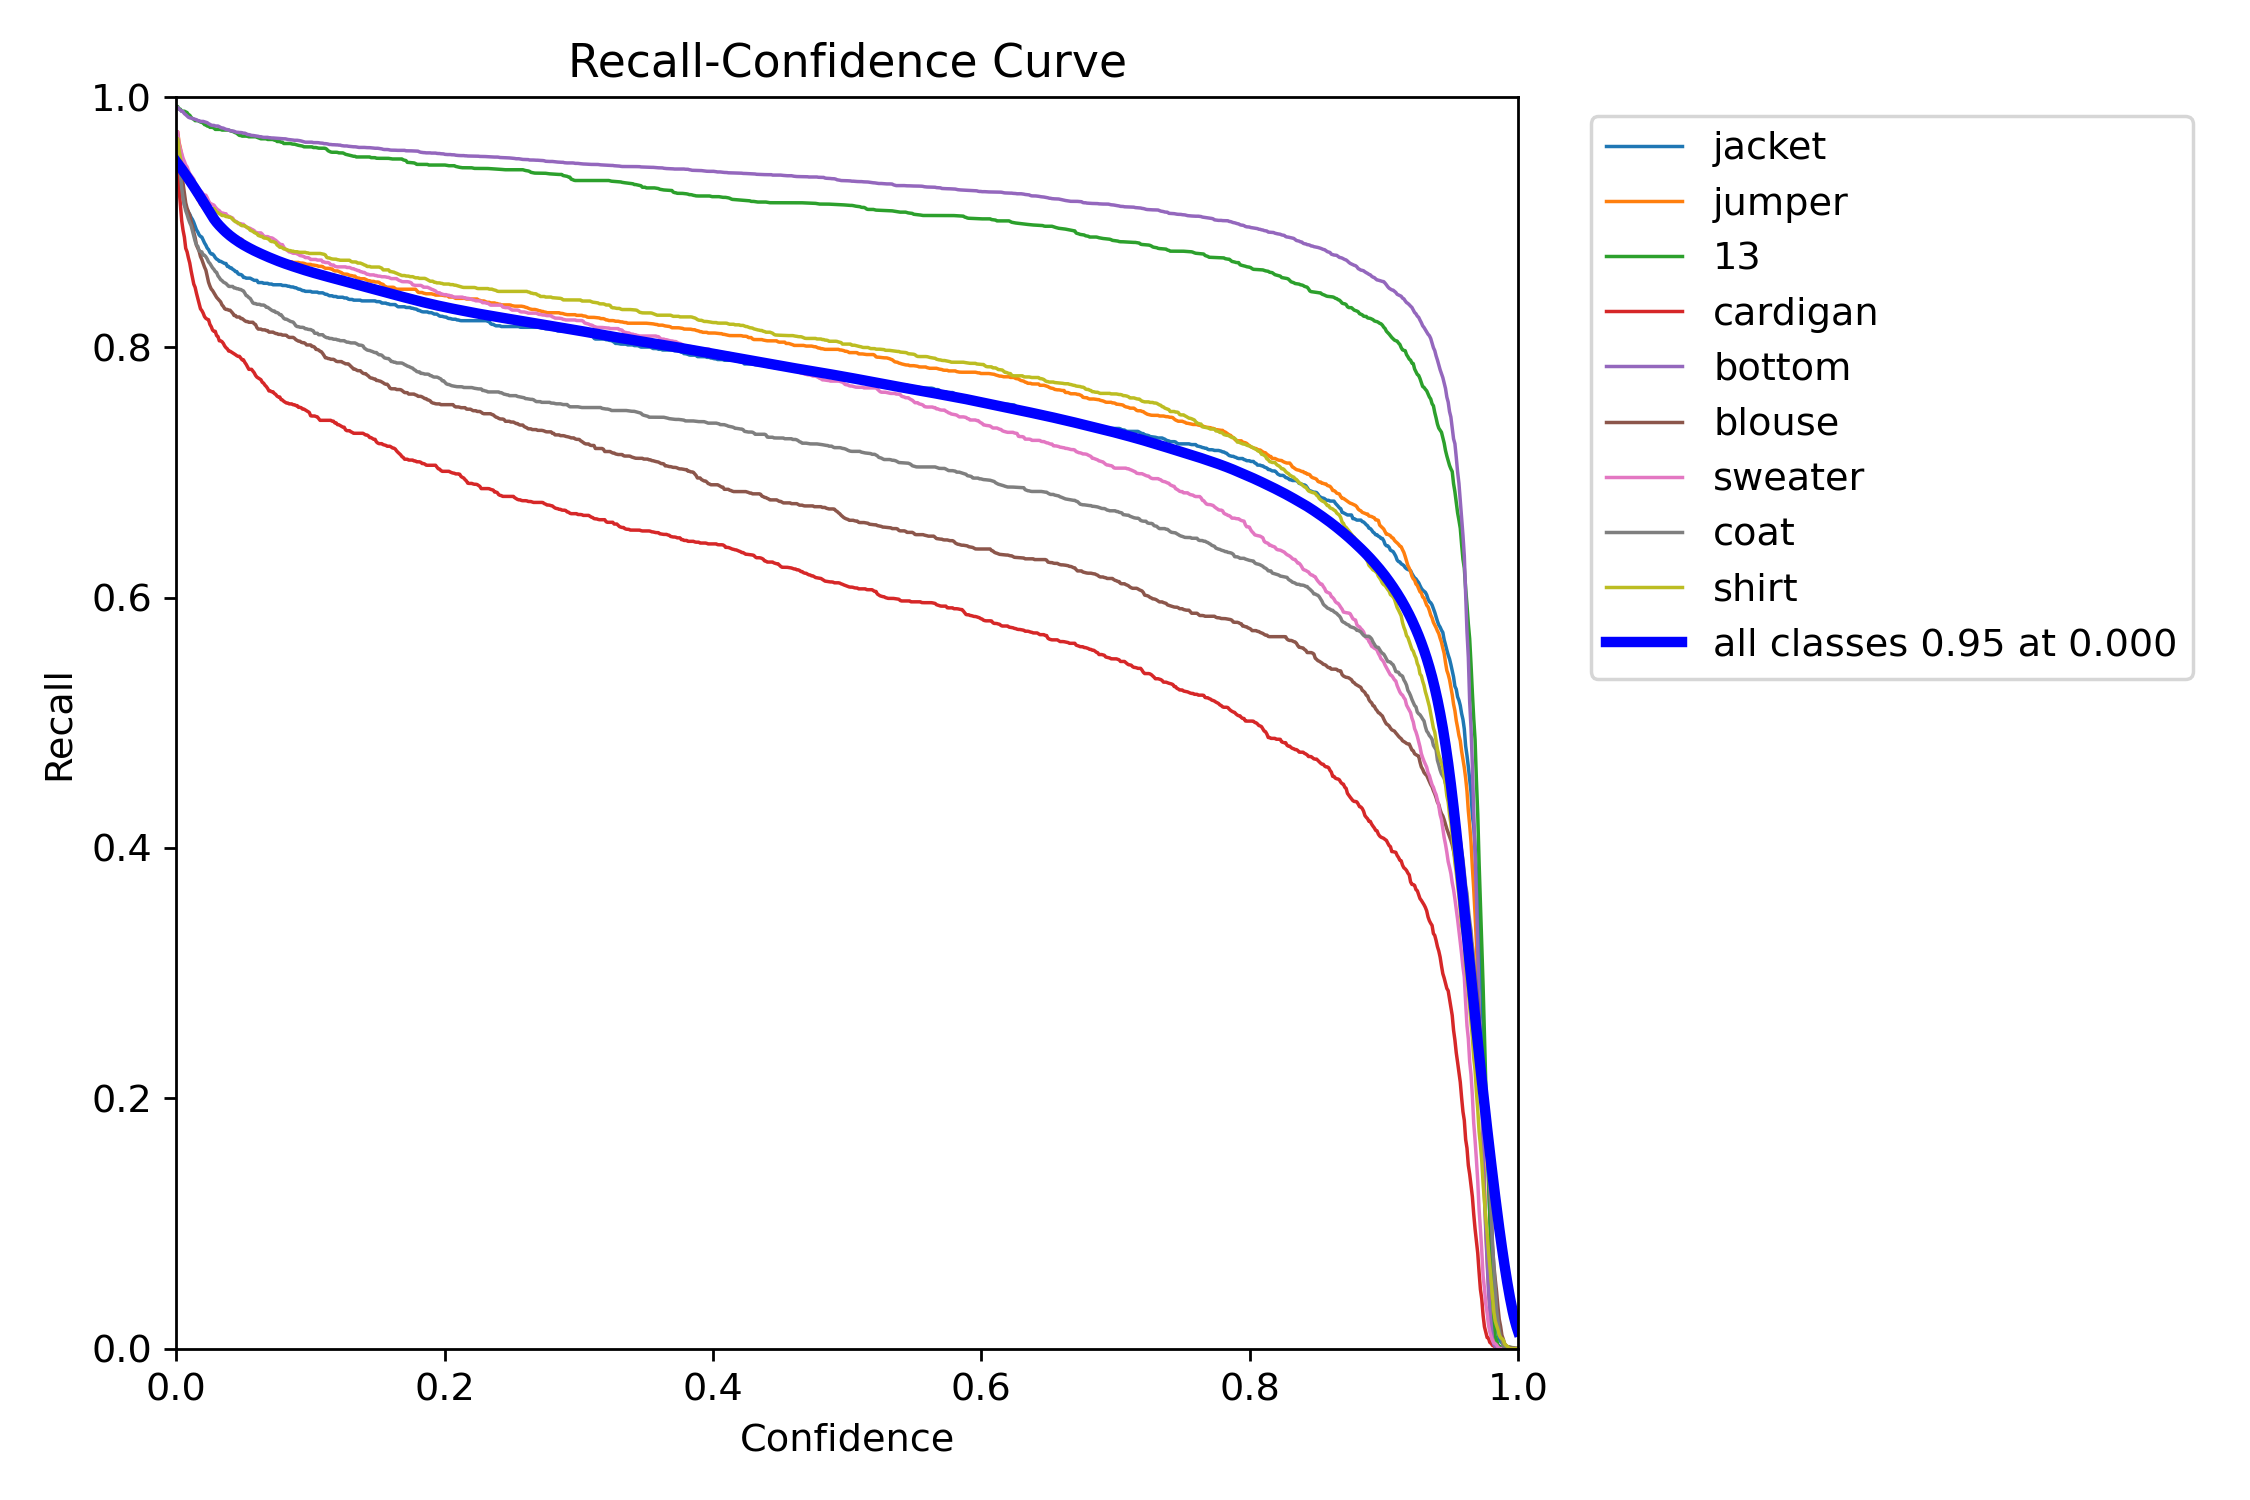 Recall-Confidence Curve
1.0
0.8
0.6
0.4
0.2
0.0
Recall
0.0 0.2 0.4 0.6 0.8 1.0
Confidence
jacket
jumper
13
cardigan
bottom
blouse
sweater
coat
shirt
all classes 0.95 at 0.000